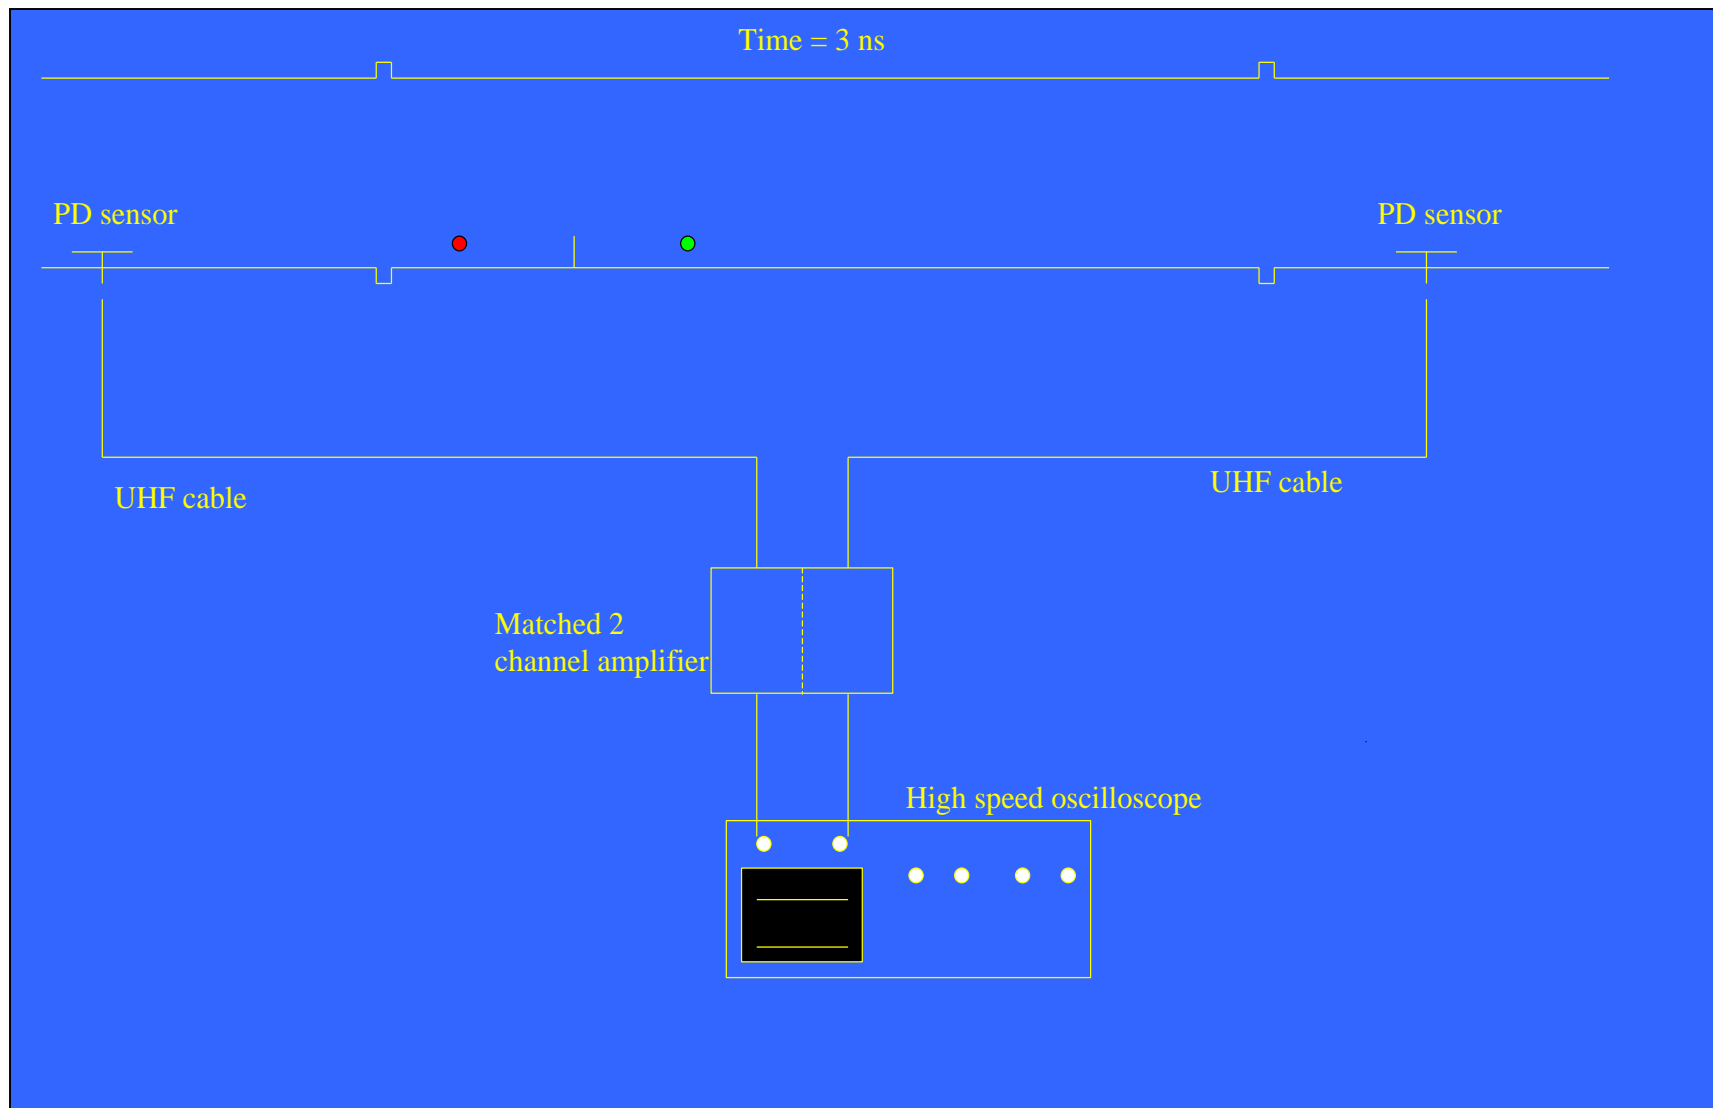 Time = 3 ns
PD sensor
PD sensor
UHF cable
UHF cable
Matched 2
channel amplifier
High speed oscilloscope